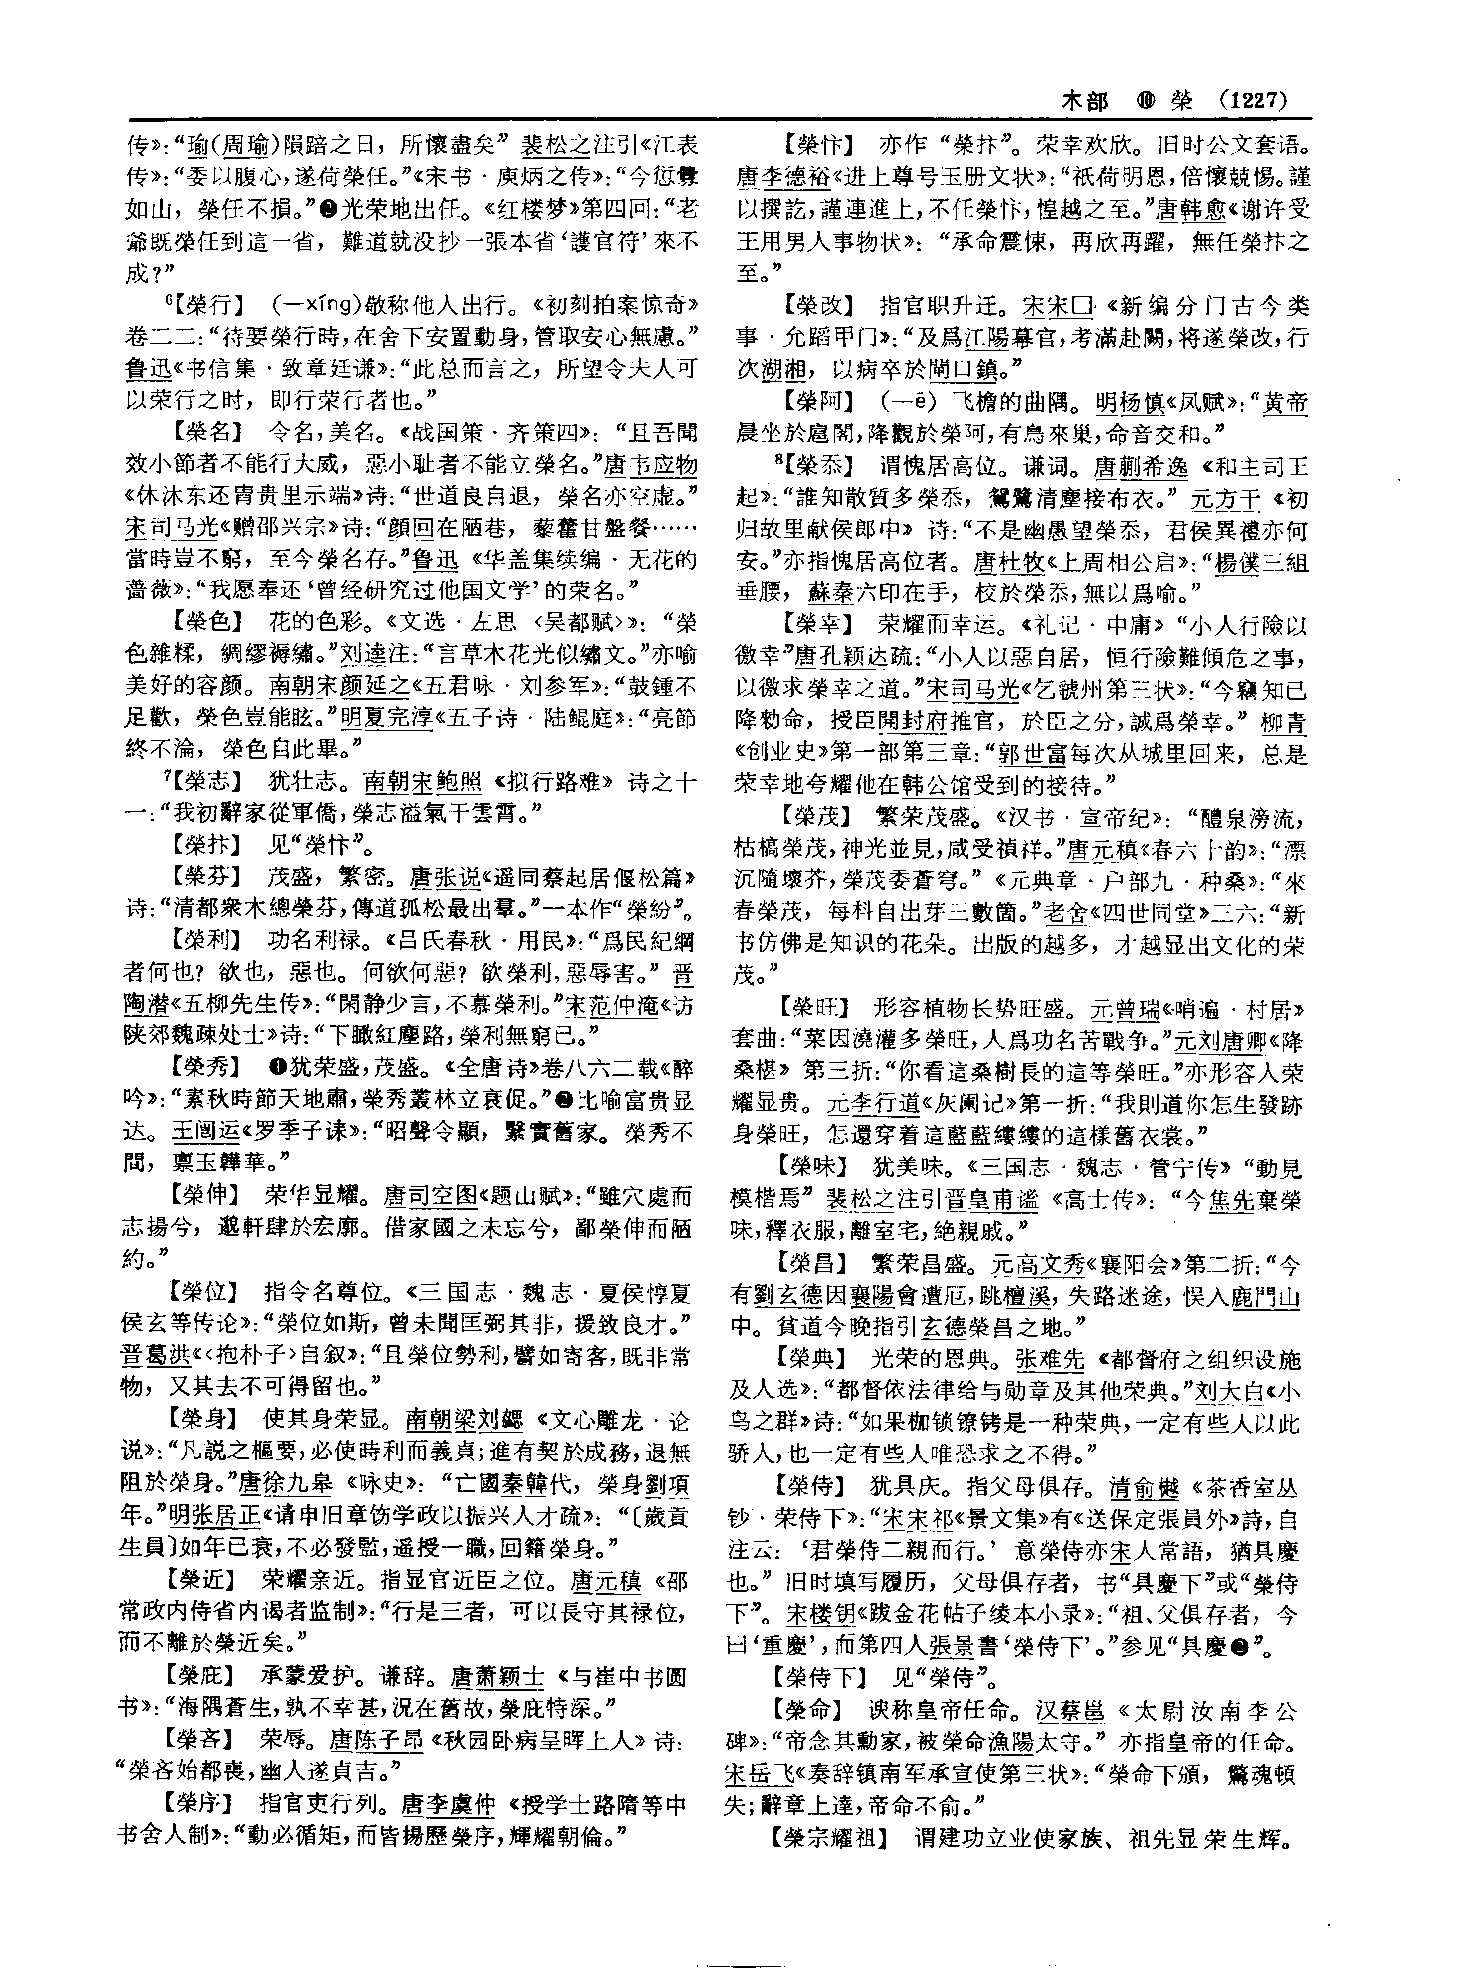 木部 ⑩ 榮 (1227)
传》：“瑜(周瑜)隕踣之日，所懷盡矣” 裴松之注引《江表
传》：“委以腹心，遂荷榮任。”《宋书·庾炳之传》：“今愆釁
如山，榮任不損。”❷光荣地出任。《红楼梦》第四回：“老
爺既榮任到這一省，難道就没抄一張本省‘護官符’來不
成？”
⁶【榮行】 (—xíng)敬称他人出行。《初刻拍案惊奇》
卷二二：“待要榮行時，在舍下安置動身，管取安心無慮。”
鲁迅《书信集·致章廷谦》：“此总而言之，所望令夫人可
以荣行之时，即行荣行者也。”
【榮名】 令名，美名。《战国策·齐策四》：“且吾聞
效小節者不能行大威，惡小耻者不能立榮名。”唐韦应物
《休沐东还胄贵里示端》诗：“世道良自退，榮名亦空虚。”
宋司马光《赠邵兴宗》诗：“顔回在陋巷，藜藿甘盤餐……
當時豈不窮，至今榮名存。”鲁迅《华盖集续编·无花的
蔷薇》：“我愿奉还‘曾经研究过他国文学’的荣名。”
【榮色】 花的色彩。《文选·左思〈吴都赋〉》：“榮
色雜糅，綢繆褥繡。”刘逵注：“言草木花光似繡文。”亦喻
美好的容颜。南朝宋颜延之《五君咏·刘参军》：“鼓鍾不
足歡，榮色豈能眩。”明夏完淳《五子诗·陆鲲庭》：“亮節
終不淪，榮色自此畢。”
⁷【榮志】 犹壮志。南朝宋鲍照《拟行路难》诗之十
一：“我初辭家從軍僑，榮志溢氣干雲霄。”
【榮抃】 见“榮忭”。
【榮芬】 茂盛，繁密。唐张说《遥同蔡起居偃松篇》
诗：“清都衆木總榮芬，傳道孤松最出羣。”一本作“榮紛”。
【榮利】 功名利禄。《吕氏春秋·用民》：“爲民紀綱
者何也？欲也，惡也。何欲何惡？欲榮利，惡辱害。” 晋
陶潜《五柳先生传》：“閑静少言，不慕榮利。”宋范仲淹《访
陕郊魏疎处士》诗：“下瞰紅塵路，榮利無窮已。”
【榮秀】 ❶犹荣盛，茂盛。《全唐诗》卷八六二载《醉
吟》：“素秋時節天地肅，榮秀叢林立衰促。”❷比喻富贵显
达。王闿运《罗季子诔》：“昭聲令顯，繄實舊家。榮秀不
間，禀玉韡華。”
【榮伸】 荣华显耀。唐司空图《题山赋》：“雖穴處而
志揚兮，邈軒肆於宏廓。借家國之未忘兮，鄙榮伸而陋
約。”
【榮位】 指令名尊位。《三国志·魏志·夏侯惇夏
侯玄等传论》：“榮位如斯，曾未聞匡弼其非，援致良才。”
晋葛洪《〈抱朴子〉自叙》：“且榮位勢利，譬如寄客，既非常
物，又其去不可得留也。”
【榮身】 使其身荣显。南朝梁刘勰《文心雕龙·论
说》：“凡説之樞要，必使時利而義貞；進有契於成務，退無
阻於榮身。”唐徐九皋《咏史》：“亡國秦韓代，榮身劉項
年。”明张居正《请申旧章饬学政以振兴人才疏》：“〔歲貢
生員〕如年已衰，不必發監，遥授一職，回籍榮身。”
【榮近】 荣耀亲近。指显官近臣之位。唐元稹《邵
常政内侍省内谒者监制》：“行是三者，可以長守其禄位，
而不離於榮近矣。”
【榮庇】 承蒙爱护。谦辞。唐萧颖士《与崔中书圆
书》：“海隅蒼生，孰不幸甚，況在舊故，榮庇特深。”
【榮吝】 荣辱。唐陈子昂《秋园卧病呈晖上人》诗：
“榮吝始都喪，幽人遂貞吉。”
【榮序】 指官吏行列。唐李虞仲《授学士路隋等中
书舍人制》：“動必循矩，而皆揚歷榮序，輝耀朝倫。”
【榮忭】 亦作“榮抃”。荣幸欢欣。旧时公文套语。
唐李德裕《进上尊号玉册文状》：“祇荷明恩，倍懷兢惕。謹
以撰訖，謹連進上，不任榮忭，惶越之至。”唐韩愈《谢许受
王用男人事物状》：“承命震悚，再欣再躍，無任榮抃之
至。”
【榮改】 指官职升迁。宋宋□《新编分门古今类
事·允蹈甲门》：“及爲江陽幕官，考滿赴闕，将遂榮改，行
次湖湘，以病卒於閘口鎮。”
【榮阿】 (—ē) 飞檐的曲隅。明杨慎《凤赋》：“黄帝
晨坐於扈閣，降觀於榮阿，有鳥來巢，命音交和。”
⁸【榮忝】 谓愧居高位。谦词。唐蒯希逸《和主司王
起》：“誰知散質多榮忝，鴛鷺清塵接布衣。” 元方干《初
归故里献侯郎中》诗：“不是幽愚望榮忝，君侯異禮亦何
安。”亦指愧居高位者。唐杜牧《上周相公启》：“楊僕三組
垂腰，蘇秦六印在手，校於榮忝，無以爲喻。”
【榮幸】 荣耀而幸运。《礼记·中庸》“小人行險以
徼幸”唐孔颖达疏：“小人以惡自居，恒行險難傾危之事，
以徼求榮幸之道。”宋司马光《乞虢州第三状》：“今竊知已
降勑命，授臣開封府推官，於臣之分，誠爲榮幸。” 柳青
《创业史》第一部第三章：“郭世富每次从城里回来，总是
荣幸地夸耀他在韩公馆受到的接待。”
【榮茂】 繁荣茂盛。《汉书·宣帝纪》：“醴泉滂流，
枯槁榮茂，神光並見，咸受禎祥。”唐元稹《春六十韵》：“漂
沉隨壞芥，榮茂委蒼穹。”《元典章·户部九·种桑》：“來
春榮茂，每科自出芽三數箇。”老舍《四世同堂》三六：“新
书仿佛是知识的花朵。出版的越多，才越显出文化的荣
茂。”
【榮旺】 形容植物长势旺盛。元曾瑞《哨遍·村居》
套曲：“菜因澆灌多榮旺，人爲功名苦戰争。”元刘唐卿《降
桑椹》第三折：“你看這桑樹長的這等榮旺。”亦形容人荣
耀显贵。元李行道《灰阑记》第一折：“我則道你怎生發跡
身榮旺，怎還穿着這藍藍縷縷的這樣舊衣裳。”
【榮味】 犹美味。《三国志·魏志·管宁传》“動見
模楷焉” 裴松之注引晋皇甫谧《高士传》：“今焦先棄榮
味，釋衣服，離室宅，絶親戚。”
【榮昌】 繁荣昌盛。元高文秀《襄阳会》第二折：“今
有劉玄德因襄陽會遭厄，跳檀溪，失路迷途，悮入鹿門山
中。貧道今晚指引玄德榮昌之地。”
【榮典】 光荣的恩典。张难先《都督府之组织设施
及人选》：“都督依法律给与勋章及其他荣典。”刘大白《小
鸟之群》诗：“如果枷锁镣铐是一种荣典，一定有些人以此
骄人，也一定有些人唯恐求之不得。”
【榮侍】 犹具庆。指父母俱存。清俞樾《茶香室丛
钞·荣侍下》：“宋宋祁《景文集》有《送保定張員外》詩，自
注云：‘君榮侍二親而行。’意榮侍亦宋人常語，猶具慶
也。”旧时填写履历，父母俱存者，书“具慶下”或“榮侍
下”。宋楼钥《跋金花帖子绫本小录》：“祖、父俱存者，今
曰‘重慶’，而第四人張景書‘榮侍下’。”参见“具慶❷”。
【榮侍下】 见“榮侍”。
【榮命】 谀称皇帝任命。汉蔡邕《太尉汝南李公
碑》：“帝念其勳家，被榮命漁陽太守。” 亦指皇帝的任命。
宋岳飞《奏辞镇南军承宣使第三状》：“榮命下頒，驚魂頓
失；辭章上達，帝命不俞。”
【榮宗耀祖】 谓建功立业使家族、祖先显荣生辉。